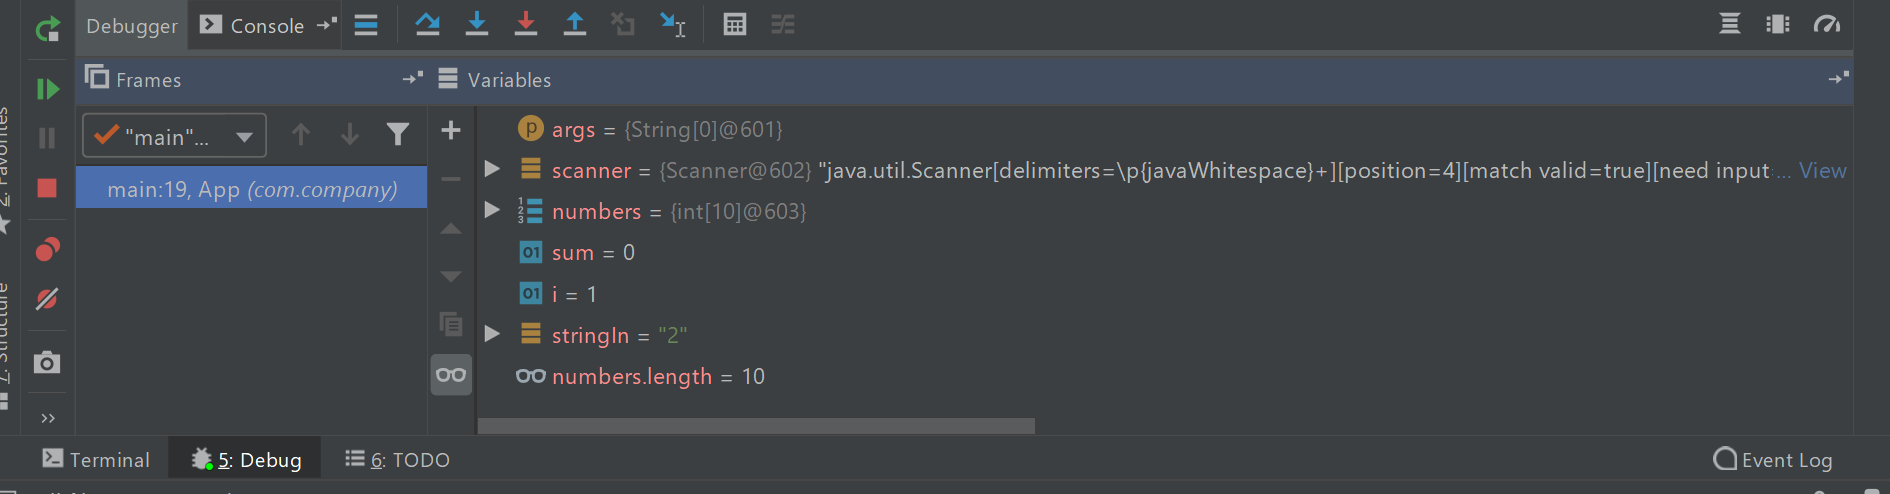 Debugger Console
Frames Variables
"main"...
main:19, App (com.company)
args = {String[0]@601}
scanner = {Scanner@602} "java.util.Scanner[delimiters=\p{javaWhitespace}+][position=4][match valid=true][need input=... View
numbers = {int[10]@603}
sum = 0
i = 1
stringIn = "2"
numbers.length = 10
2: Favorites
7: Structure
Terminal 5: Debug 6: TODO Event Log